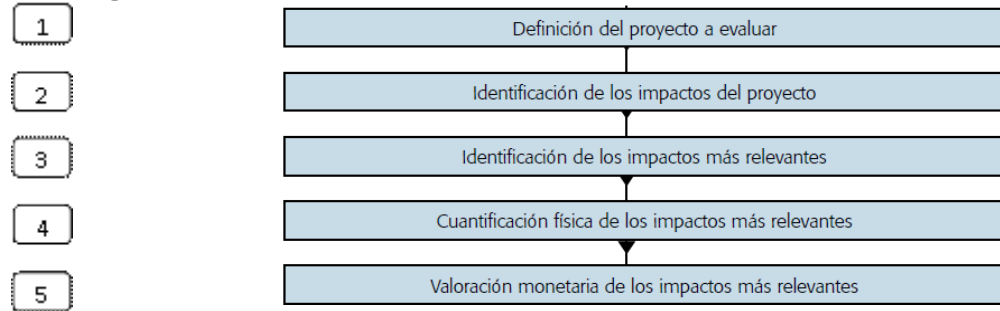 1 Definición del proyecto a evaluar
2 Identificación de los impactos del proyecto
3 Identificación de los impactos más relevantes
4 Cuantificación física de los impactos más relevantes
5 Valoración monetaria de los impactos más relevantes